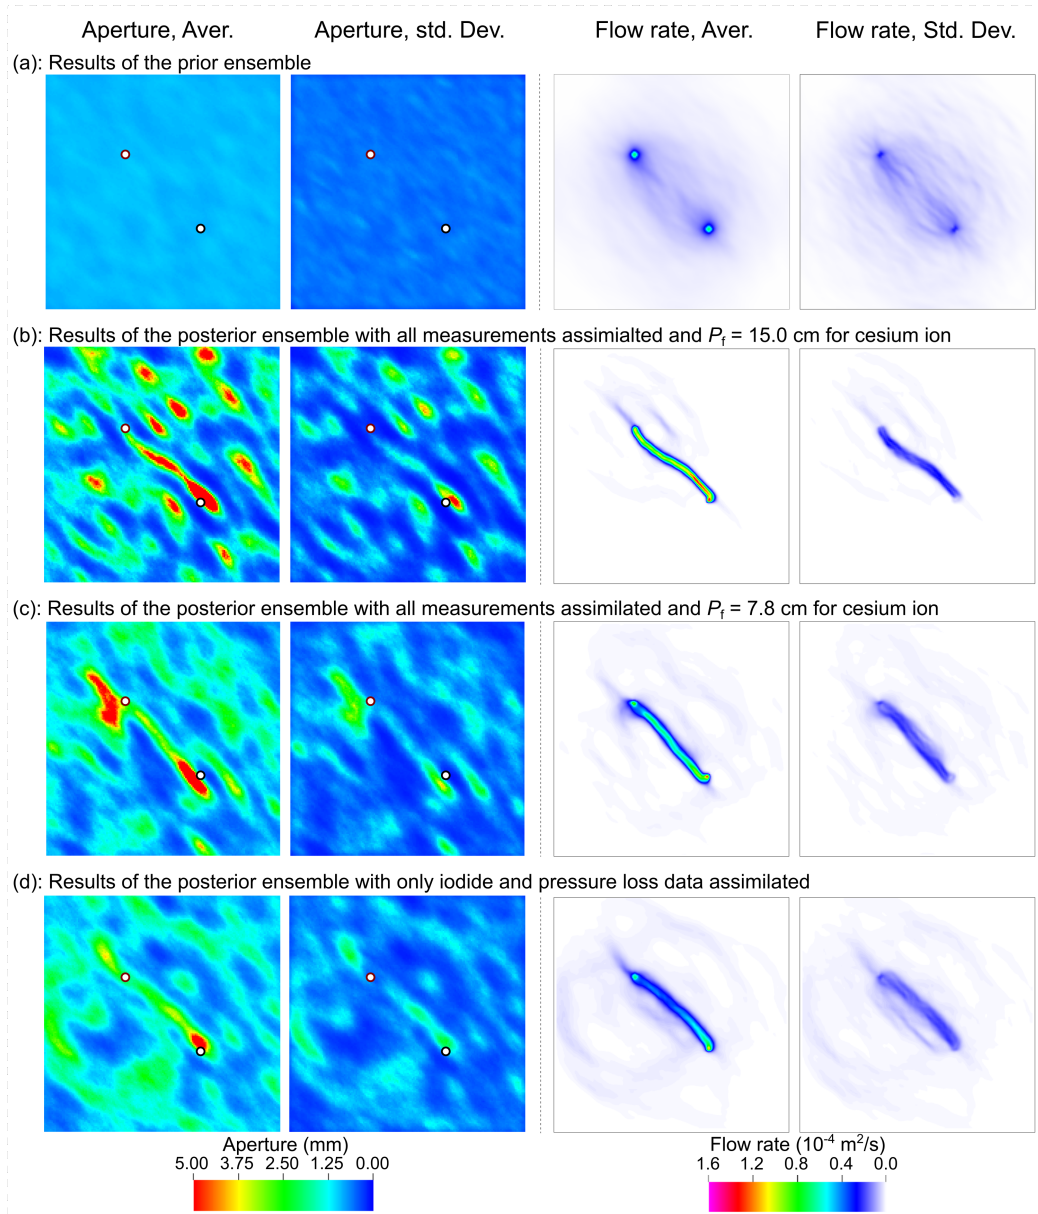 Aperture, Aver. Aperture, std. Dev. Flow rate, Aver. Flow rate, Std. Dev.
(a): Results of the prior ensemble
(b): Results of the posterior ensemble with all measurements assimialted and Pf = 15.0 cm for cesium ion
(c): Results of the posterior ensemble with all measurements assimilated and Pf = 7.8 cm for cesium ion
(d): Results of the posterior ensemble with only iodide and pressure loss data assimilated
Aperture (mm)
5.00 3.75 2.50 1.25 0.00
Flow rate (10-4 m2/s)
1.6 1.2 0.8 0.4 0.0